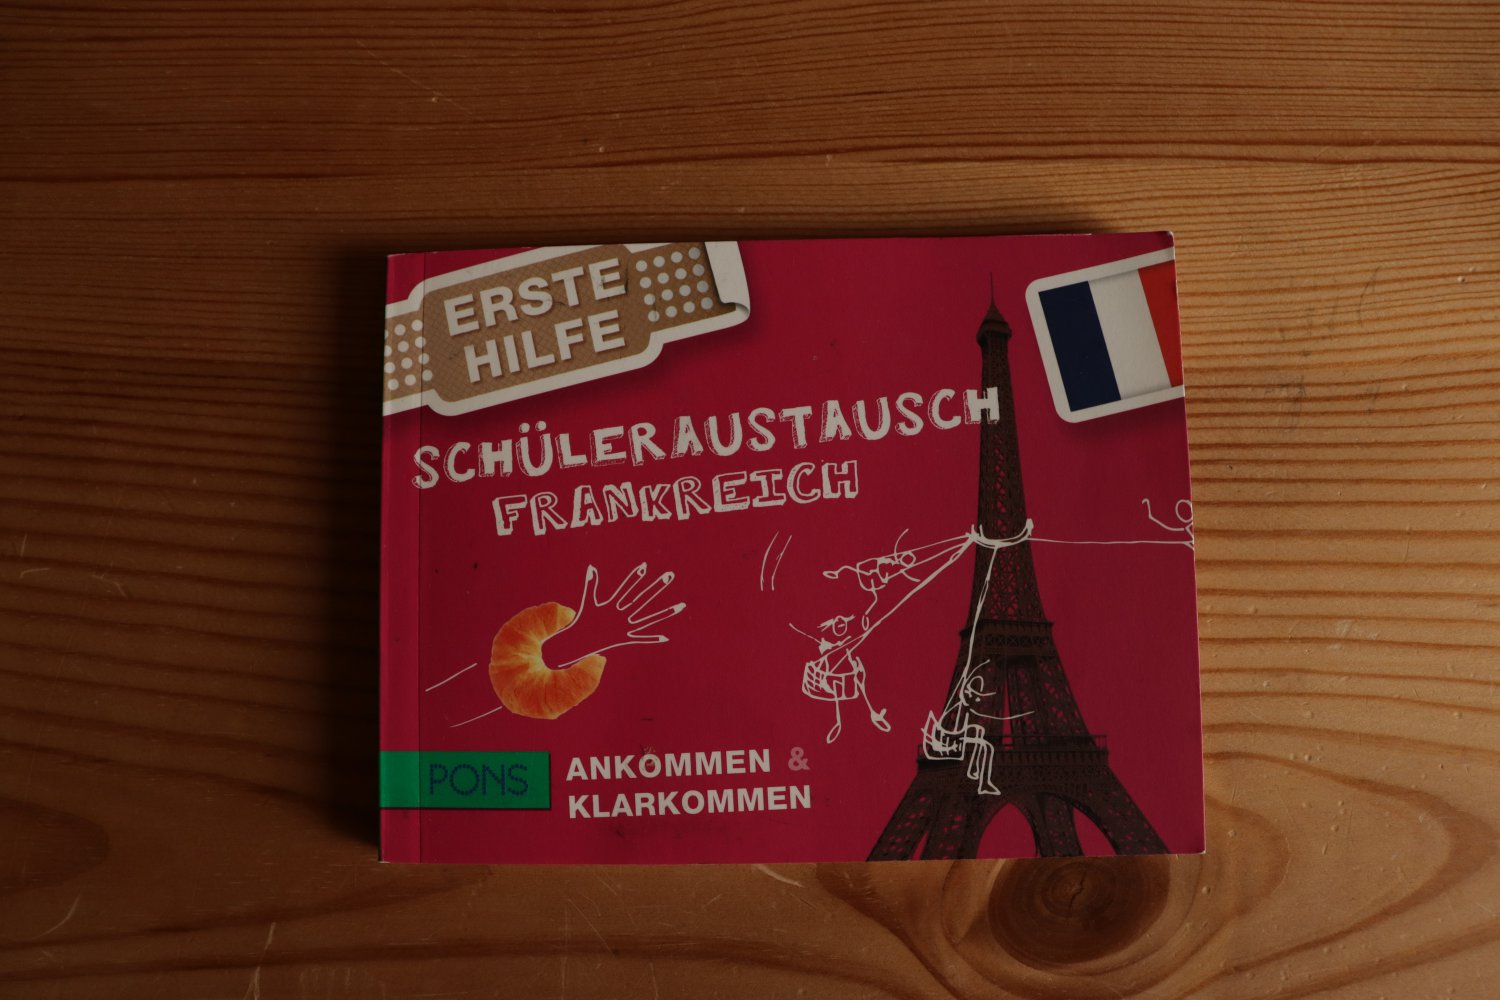 ERSTE
HILFE
SCHÜLERAUSTAUSCH
FRANKREICH
PONS
ANKOMMEN &
KLARKOMMEN